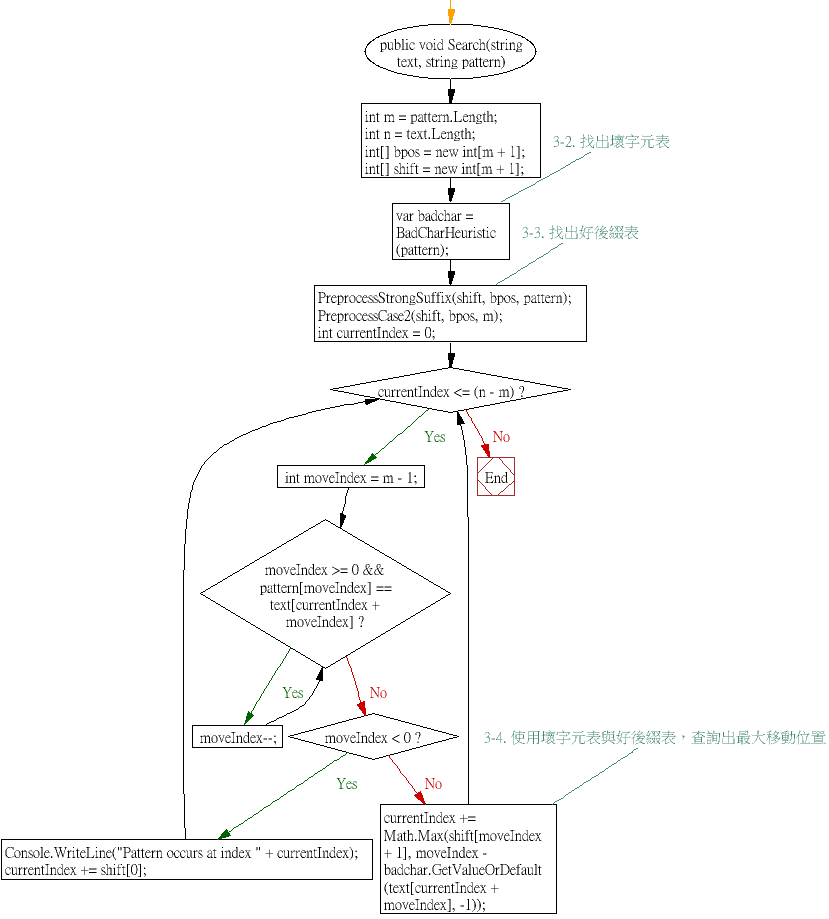 public void Search(string
text, string pattern)
int m = pattern.Length;
int n = text.Length;
int[] bpos = new int[m + 1];
int[] shift = new int[m + 1];
3-2. 找出壞字元表
var badchar =
BadCharHeuristic
(pattern);
3-3. 找出好後綴表
PreprocessStrongSuffix(shift, bpos, pattern);
PreprocessCase2(shift, bpos, m);
int currentIndex = 0;
currentIndex <= (n - m) ?
Yes
No
End
int moveIndex = m - 1;
moveIndex >= 0 &&
pattern[moveIndex] ==
text[currentIndex +
moveIndex] ?
Yes
No
moveIndex--;
moveIndex < 0 ?
3-4. 使用壞字元表與好後綴表，查詢出最大移動位置
Yes
No
Console.WriteLine("Pattern occurs at index " + currentIndex);
currentIndex += shift[0];
currentIndex +=
Math.Max(shift[moveIndex
+ 1], moveIndex -
badchar.GetValueOrDefault
(text[currentIndex +
moveIndex], -1));